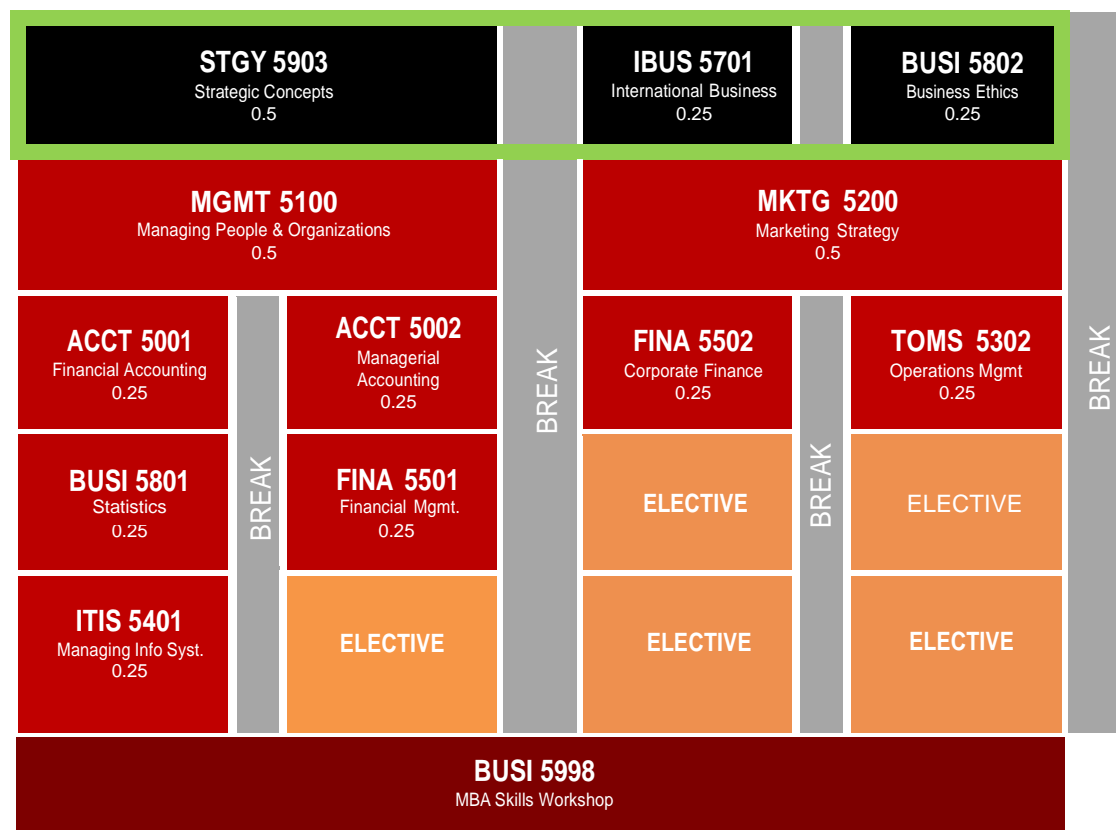 STGY 5903
Strategic Concepts
0.5
IBUS 5701
International Business
0.25
BUSI 5802
Business Ethics
0.25
MGMT 5100
Managing People & Organizations
0.5
MKTG 5200
Marketing Strategy
0.5
ACCT 5001
Financial Accounting
0.25
ACCT 5002
Managerial
Accounting
0.25
FINA 5502
Corporate Finance
0.25
TOMS 5302
Operations Mgmt
0.25
BREAK
BREAK
BUSI 5801
Statistics
0.25
BREAK
FINA 5501
Financial Mgmt.
0.25
ELECTIVE
BREAK
ELECTIVE
ITIS 5401
Managing Info Syst.
0.25
ELECTIVE
ELECTIVE
ELECTIVE
BUSI 5998
MBA Skills Workshop